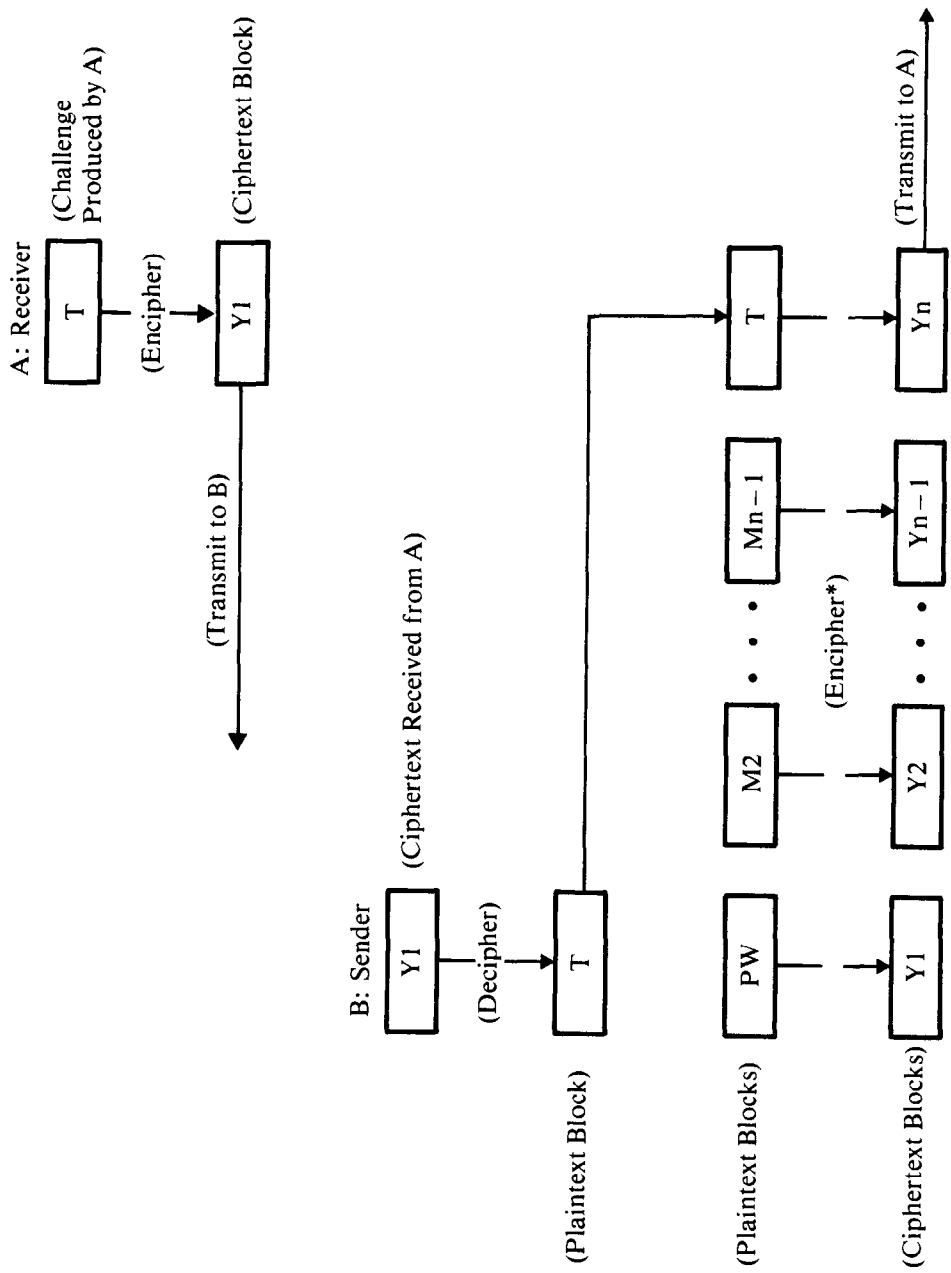 A: Receiver
T
(Challenge
Produced by A)
(Encipher)
Y1
(Ciphertext Block)
(Transmit to B)
B: Sender
Y1
(Ciphertext Received from A)
(Decipher)
(Plaintext Block)
T
(Plaintext Blocks)
PW
M2
• • •
Mn – 1
T
(Encipher*)
(Ciphertext Blocks)
Y1
Y2
• • •
Yn – 1
Yn
(Transmit to A)